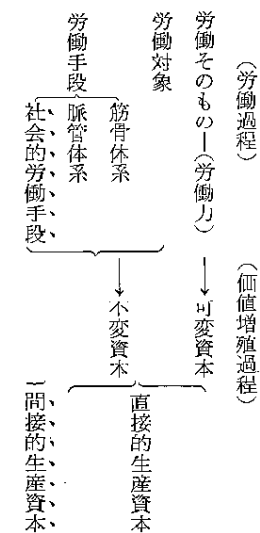 （労働過程）　（価値増殖過程）
労働そのもの―（労働力）―→可変資本
労働対象
筋骨体系
労働手段　脈管体系　→不変資本　直接的生産資本
社会的労働手段　間接的生産資本